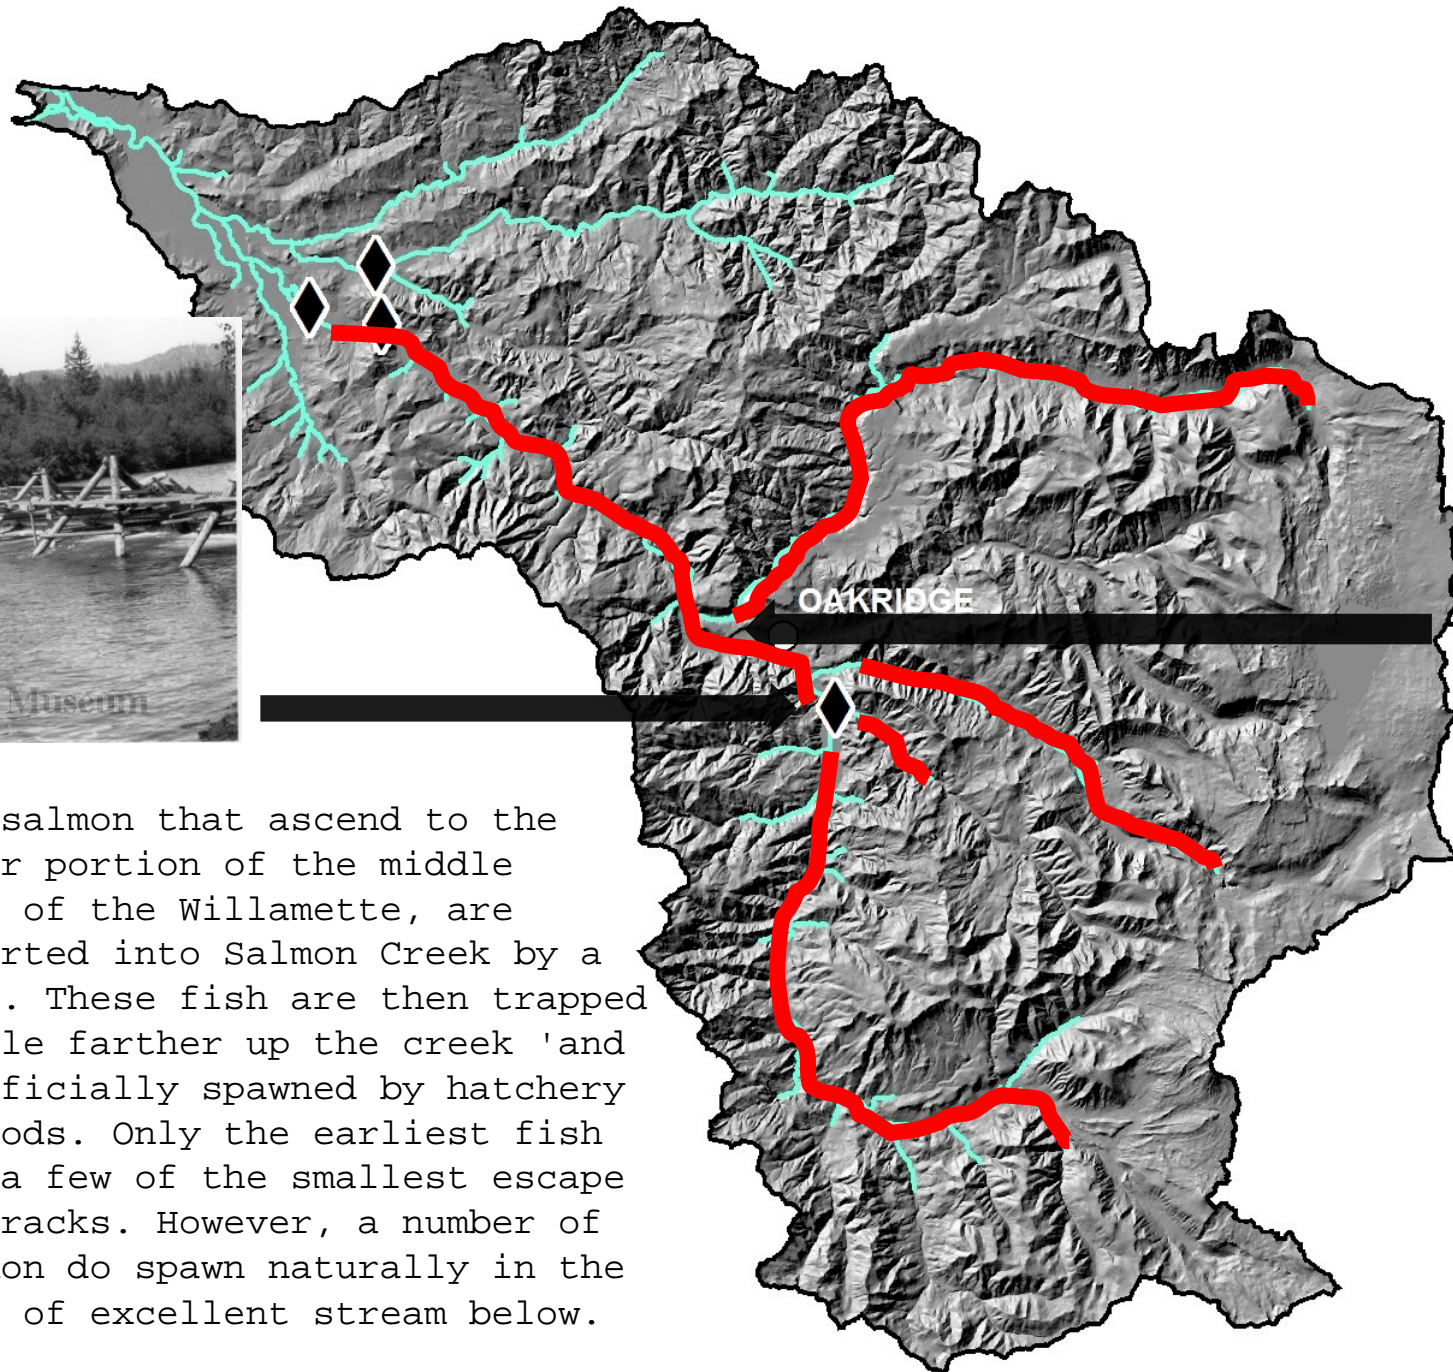 OAKRIDGE
Museum
salmon that ascend to the
r portion of the middle
of the Willamette, are
rted into Salmon Creek by a
. These fish are then trapped
le farther up the creek 'and
ficially spawned by hatchery
ods. Only the earliest fish
a few of the smallest escape
racks. However, a number of
on do spawn naturally in the
of excellent stream below.